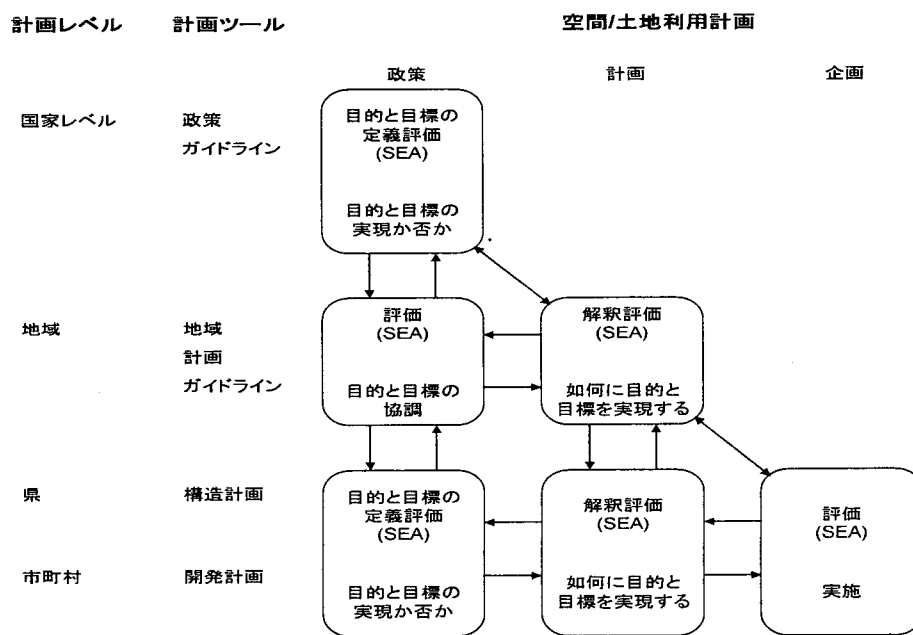 計画レベル
計画ツール
空間/土地利用計画
政策
計画
企画
国家レベル
政策
ガイドライン
目的と目標の
定義評価
(SEA)
目的と目標の
実現か否か
地域
地域
計画
ガイドライン
評価
(SEA)
目的と目標の
協調
解釈評価
(SEA)
如何に目的と
目標を実現する
県
構造計画
市町村
開発計画
目的と目標の
定義評価
(SEA)
目的と目標の
実現か否か
解釈評価
(SEA)
如何に目的と
目標を実現する
評価
(SEA)
実施